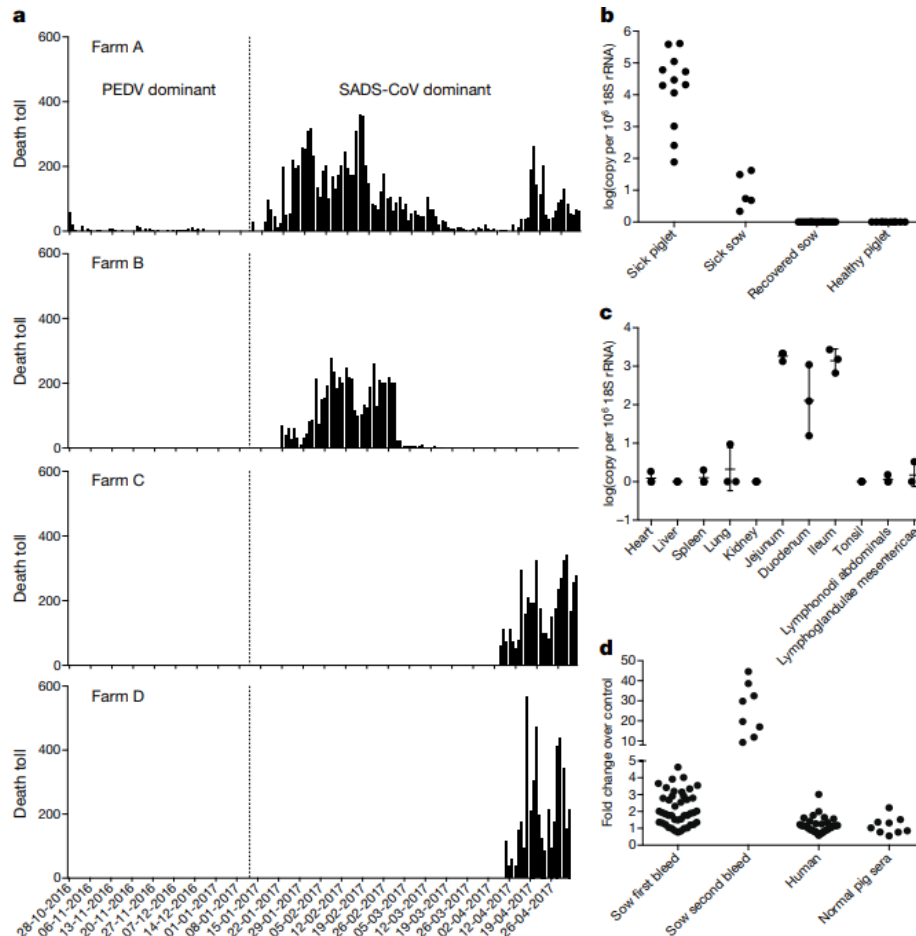 a
600
400
200
0
Death toll
Farm A
PEDV dominant
SADS-CoV dominant
600
400
200
0
Death toll
Farm B
600
400
200
0
Death toll
Farm C
600
400
200
0
Death toll
Farm D
28-10-2016
06-11-2016
13-11-2016
20-11-2016
27-11-2016
07-12-2016
14-12-2016
01-01-2017
08-01-2017
15-01-2017
22-01-2017
29-01-2017
05-02-2017
12-02-2017
19-02-2017
26-02-2017
05-03-2017
12-03-2017
19-03-2017
26-03-2017
02-04-2017
12-04-2017
19-04-2017
26-04-2017
b
6
5
4
3
2
1
0
log(copy per 10⁶ 18S rRNA)
Sick piglet
Sick sow
Recovered sow
Healthy piglet
c
4
3
2
1
0
−1
log(copy per 10⁶ 18S rRNA)
Heart
Liver
Spleen
Lung
Kidney
Jejunum
Duodenum
Ileum
Tonsil
Lymphonodi abdominals
Lymphoglandulae mesentericae
d
50
40
30
20
10
5
4
3
2
1
0
Fold change over control
Sow first bleed
Sow second bleed
Human
Normal pig sera